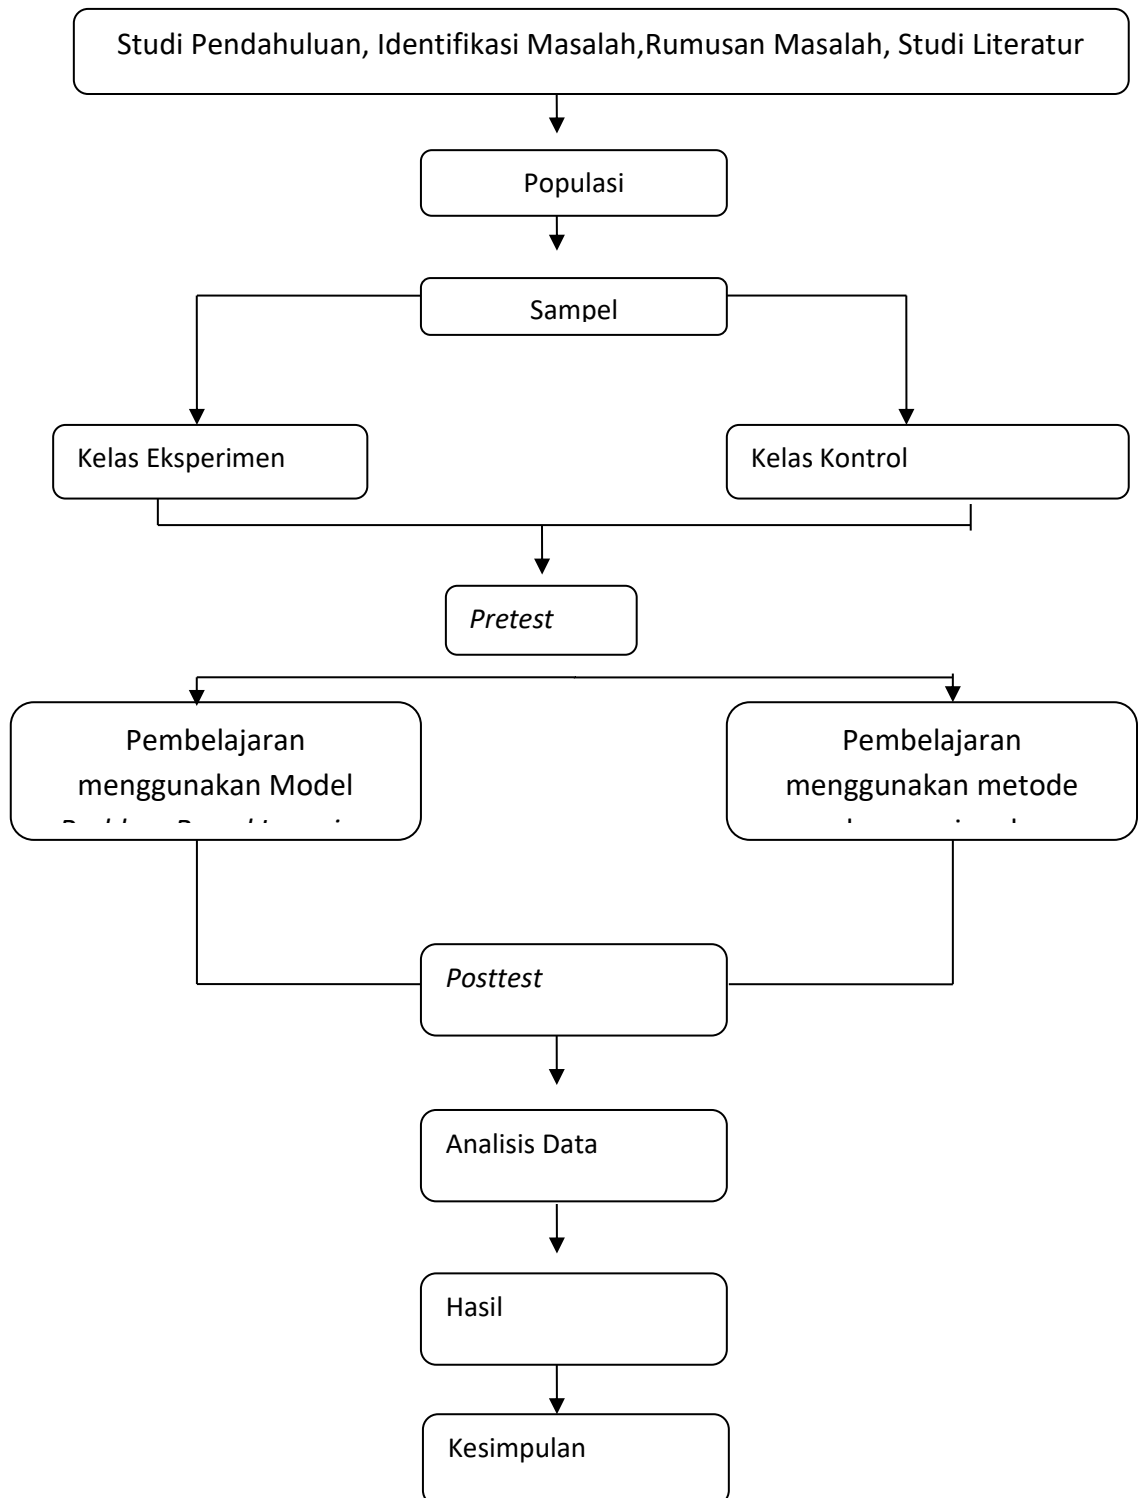 Studi Pendahuluan, Identifikasi Masalah,Rumusan Masalah, Studi Literatur
Populasi
Sampel
Kelas Eksperimen
Kelas Kontrol
Pretest
Pembelajaran
menggunakan Model
Pembelajaran
menggunakan metode
Posttest
Analisis Data
Hasil
Kesimpulan